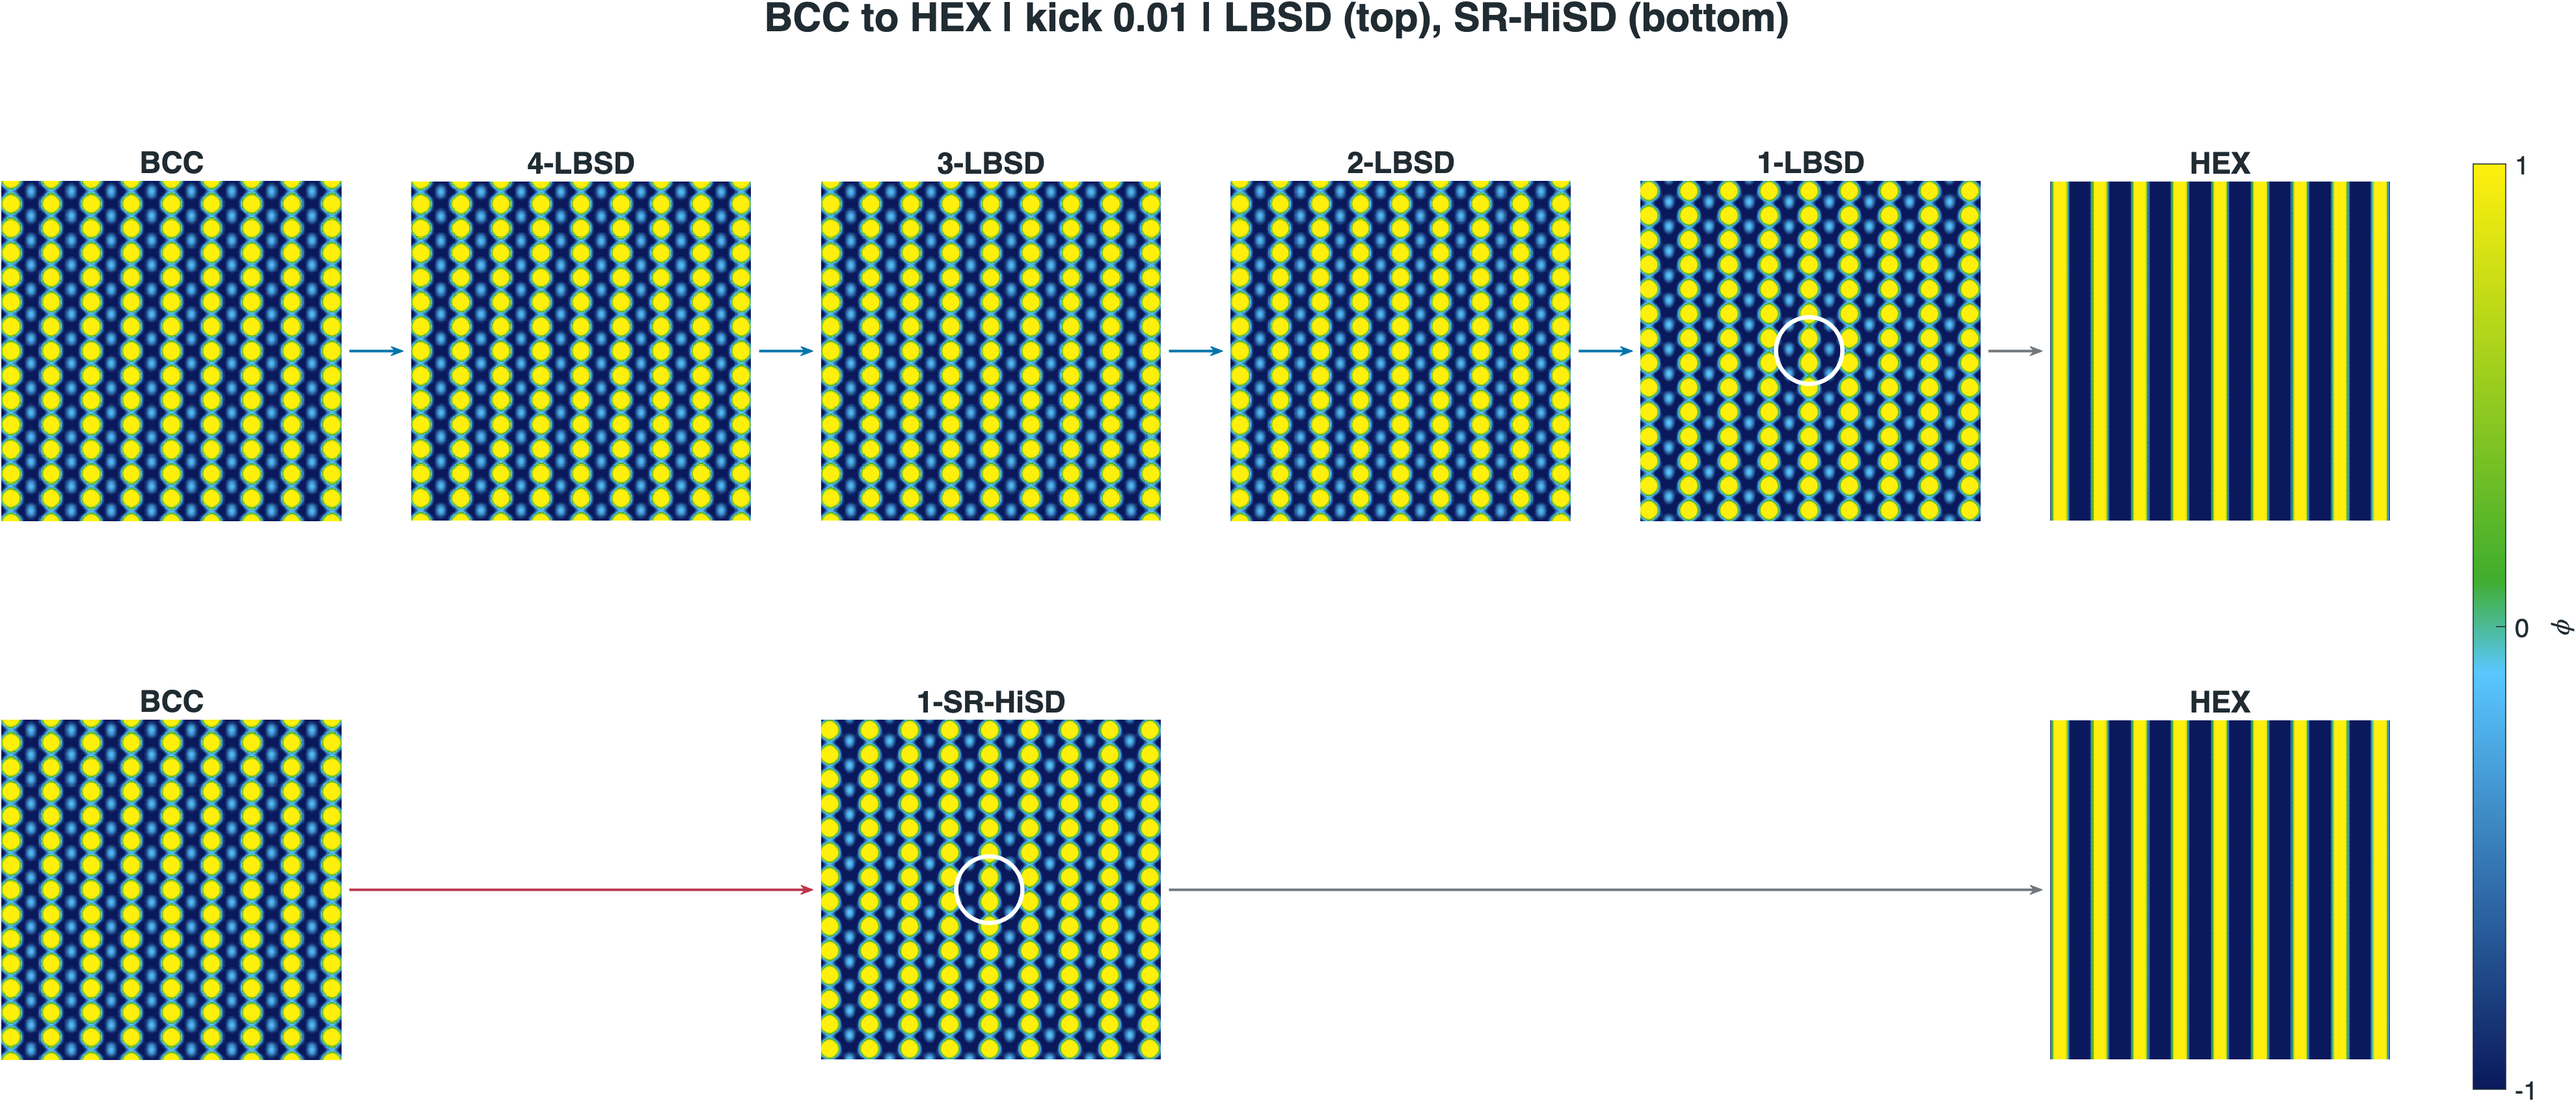 BCC to HEX | kick 0.01 | LBSD (top), SR-HiSD (bottom)
BCC
4-LBSD
3-LBSD
2-LBSD
1-LBSD
HEX
1
0
ϕ
-1
BCC
1-SR-HiSD
HEX